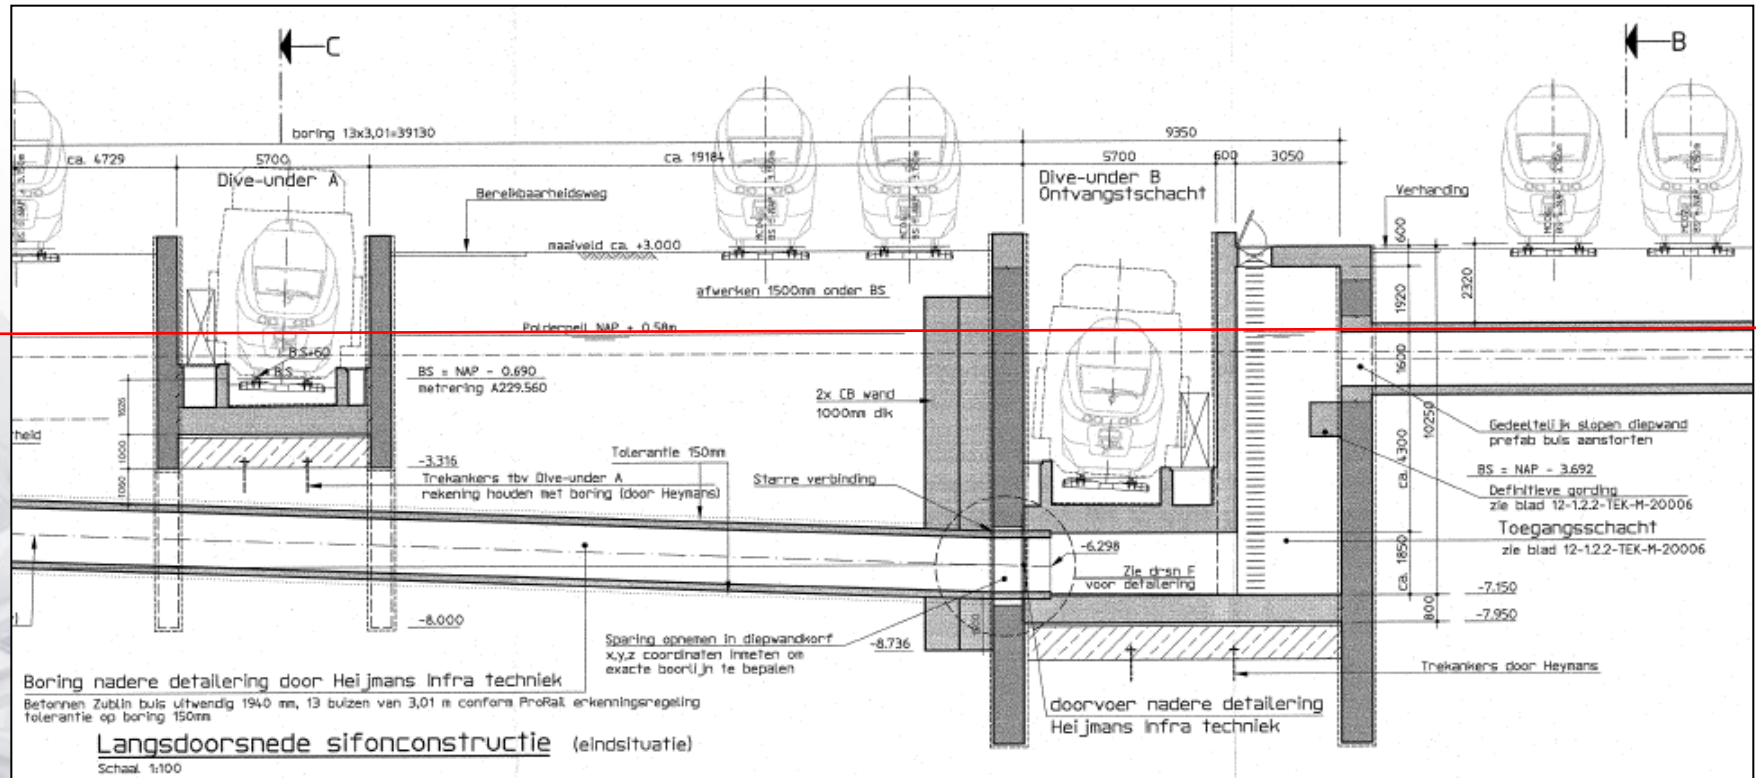 C
B
boring 13x3,01=39130
9350
ca. 4729
5700
ca. 19184
5700
600
3050
Dive-under A
Dive-under B
Ontvangstschacht
Bereikbaarheidsweg
Verharding
maaiveld ca. +3.000
600
afwerken 1500mm onder BS
1920
2320
Polderpeil NAP + 0.58m
BS+60
BS
BS = NAP - 0.690
metrering A229.560
1600
2x CB wand
1000mm dik
10250
Gedeeltelijk slopen diepwand
prefab buis aanstorten
heid
1000
-3.316
Tolerantie 150mm
ca. 4300
BS = NAP - 3.692
Trekankers tbv Dive-under A
rekening houden met boring (door Heymans)
Starre verbinding
Definitieve gording
zie blad 12-1.2.2-TEK-M-20006
Toegangsschacht
zie blad 12-1.2.2-TEK-M-20006
-6.298
Zie drsn F
voor detailering
ca. 1850
-7.150
800
-7.950
-8.000
Sparing opnemen in diepwandkorf
x,y,z coordinaten inmeten om
exacte boorlijn te bepalen
-8.736
Trekankers door Heymans
Boring nadere detailering door Heijmans Infra techniek
Betonnen Zublin buis uitwendig 1940 mm, 13 buizen van 3,01 m conform ProRail erkenningsregeling
tolerantie op boring 150mm
doorvoer nadere detailering
Heijmans Infra techniek
Langsdoorsnede sifonconstructie (eindsituatie)
Schaal 1:100